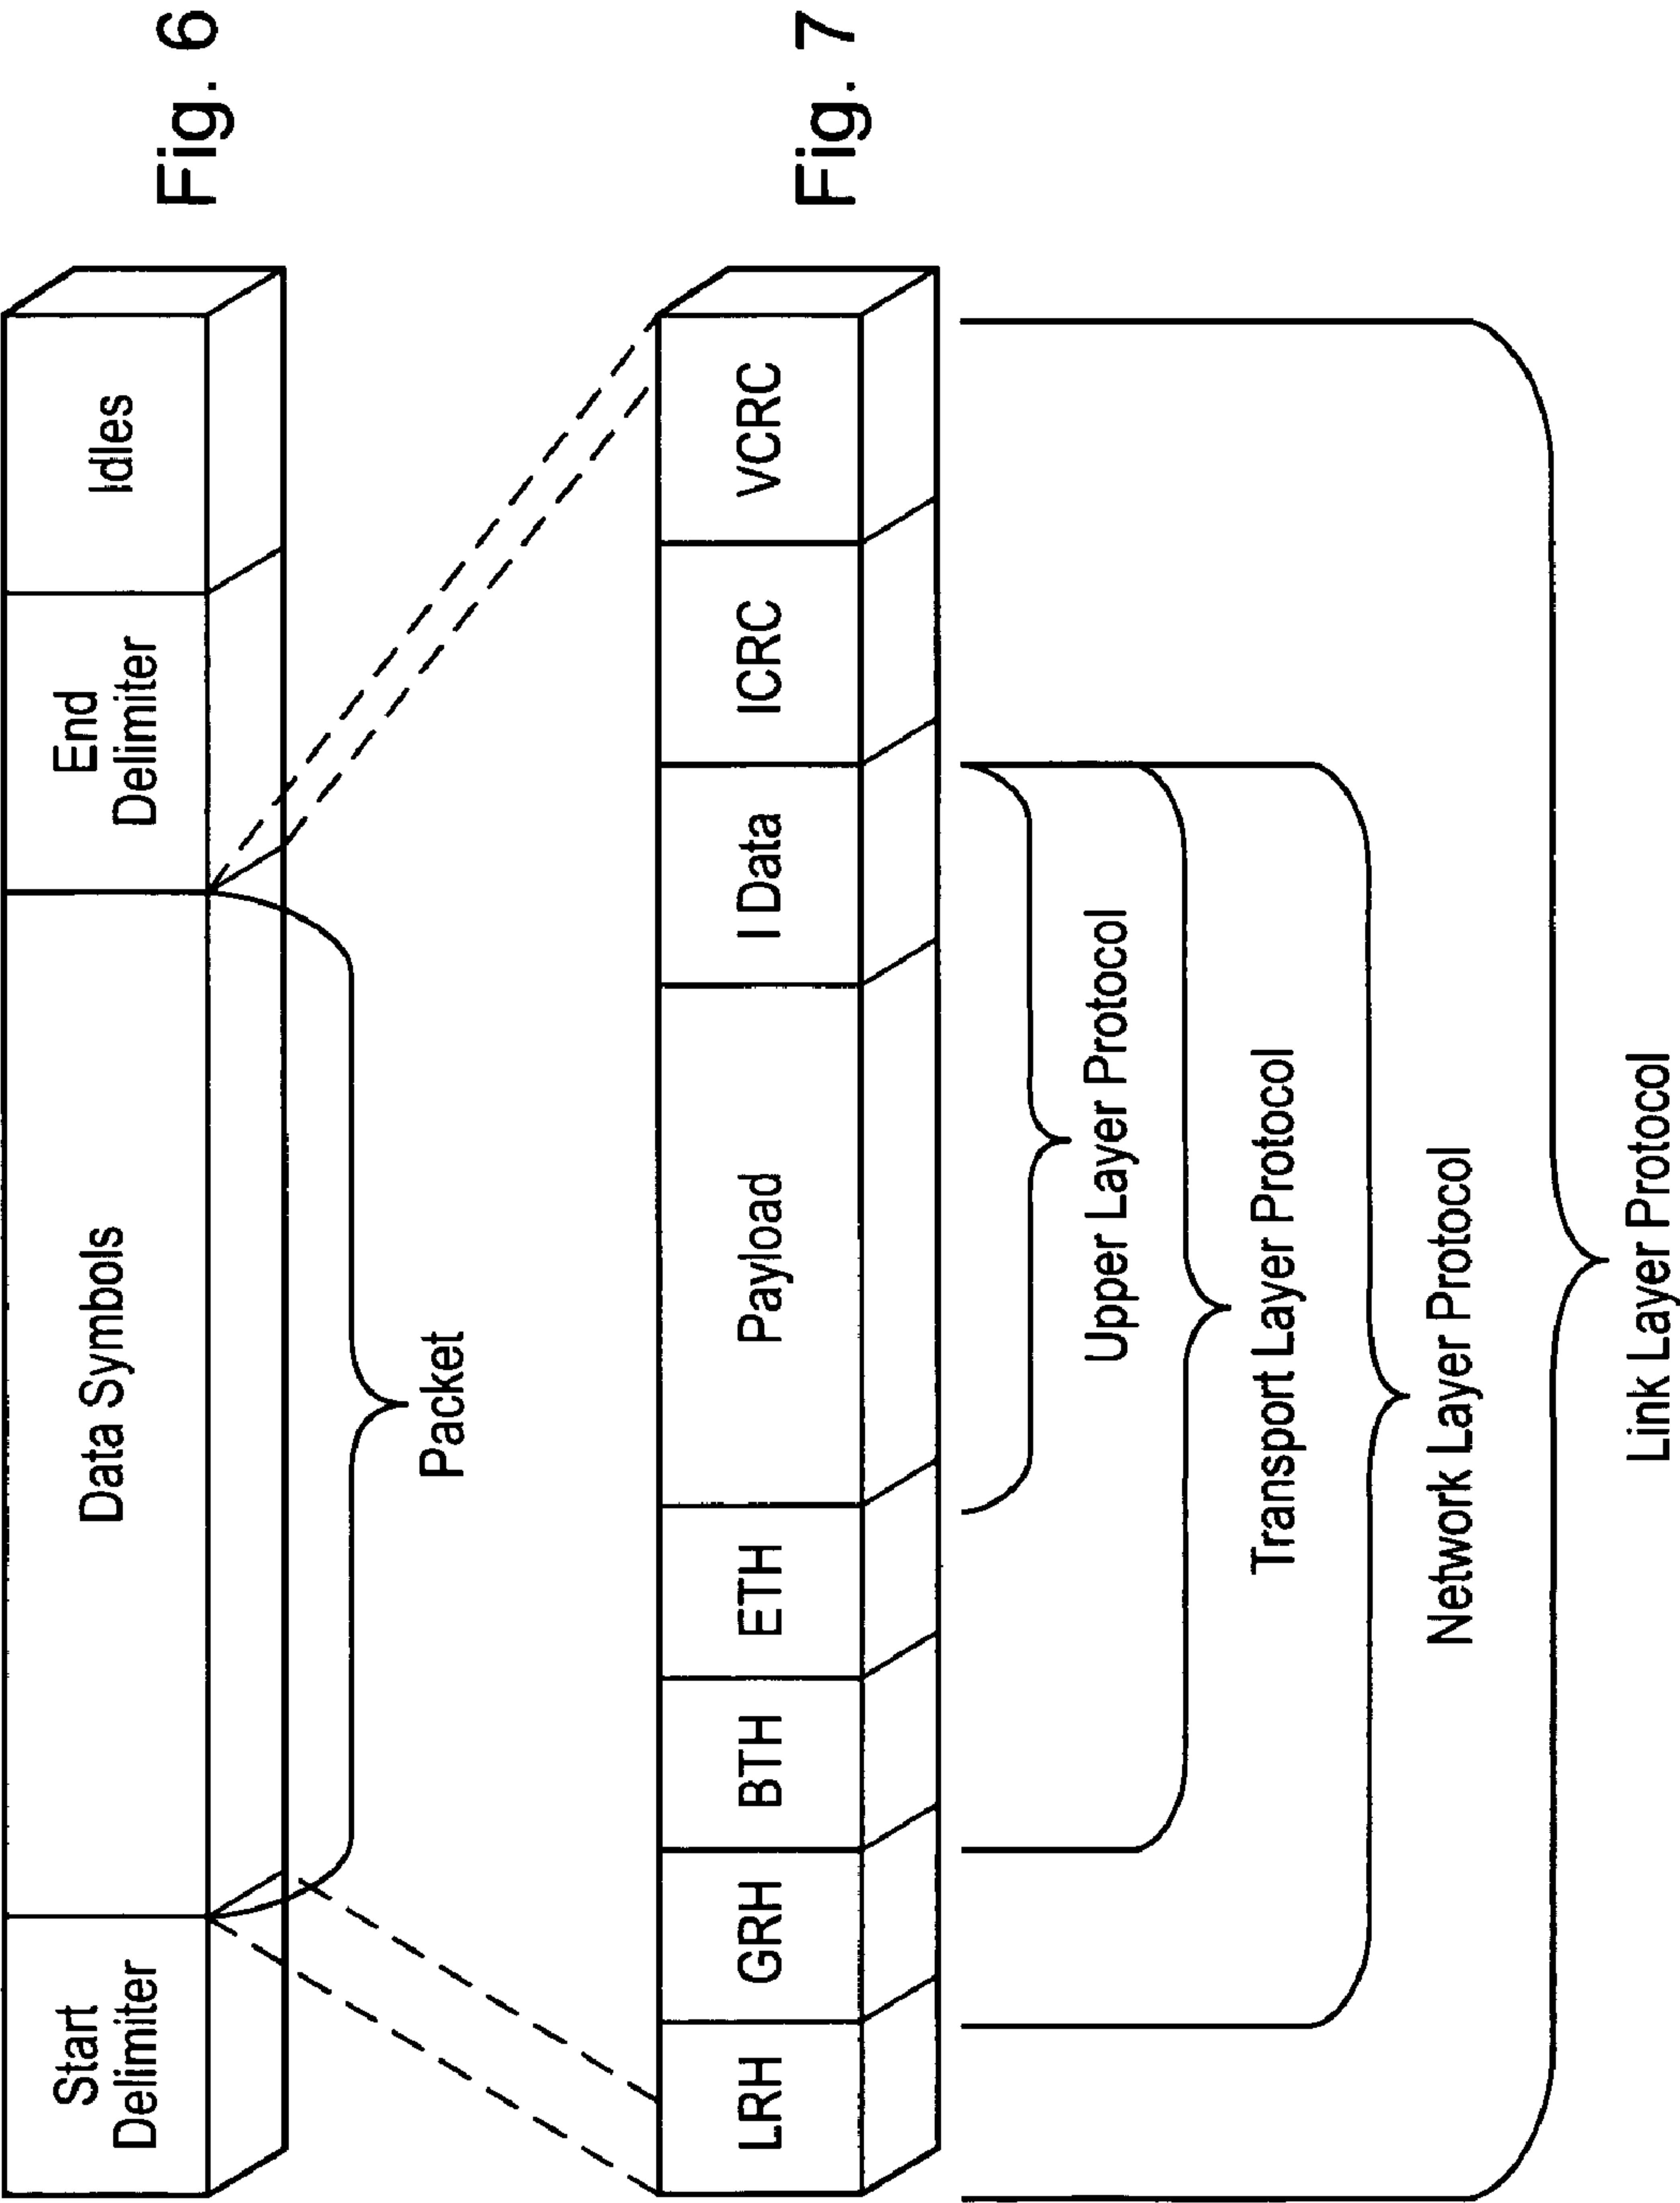 Start
Delimiter
Data Symbols
End
Delimiter
Idles
Packet
Fig. 6
LRH
GRH
BTH
ETH
Payload
I Data
ICRC
VCRC
Upper Layer Protocol
Transport Layer Protocol
Network Layer Protocol
Link Layer Protocol
Fig. 7